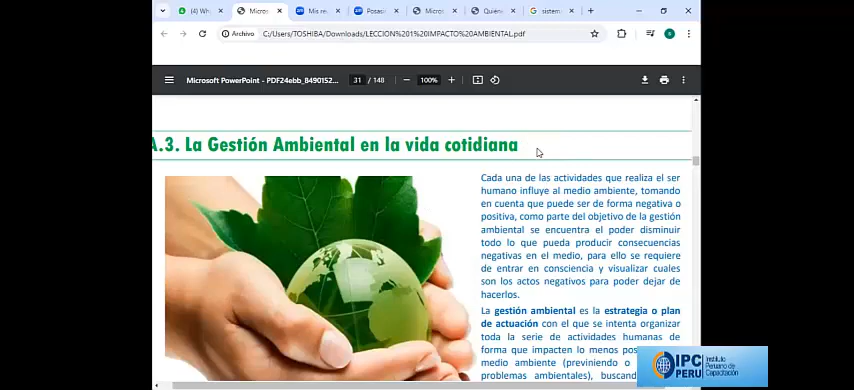 (4) Wh
Micros
Mis re
Posas
Micros
Quién
sistem
Archivo
C:/Users/TOSHIBA/Downloads/LECCION%201%20IMPACTO%20AMBIENTAL.pdf
Microsoft PowerPoint - PDF24ebb_8490152...
31 / 148
100%
A.3. La Gestión Ambiental en la vida cotidiana
Cada una de las actividades que realiza el ser
humano influye al medio ambiente, tomando
en cuenta que puede ser de forma negativa o
positiva, como parte del objetivo de la gestión
ambiental se encuentra el poder disminuir
todo lo que pueda producir consecuencias
negativas en el medio, para ello se requiere
de entrar en consciencia y visualizar cuales
son los actos negativos para poder dejar de
hacerlos.
La gestión ambiental es la estrategia o plan
de actuación con el que se intenta organizar
toda la serie de actividades humanas de
forma que impacten lo menos pos
medio ambiente (previniendo o
problemas ambientales), buscand
IPC
PERU
Instituto
Peruano de
Capacitación